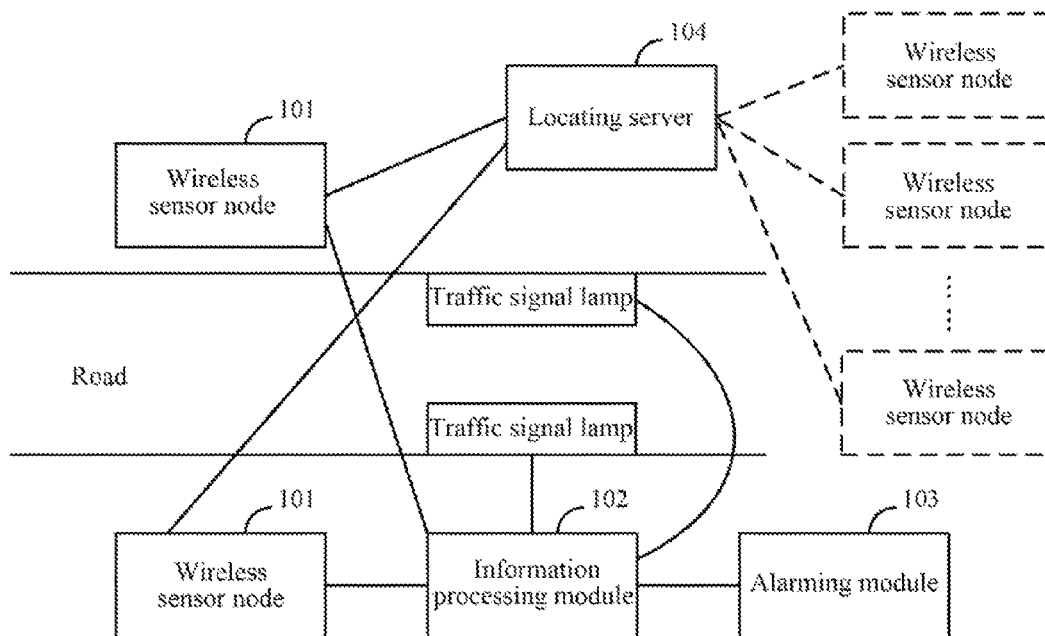 104
Wireless
sensor node
101
Locating server
Wireless
sensor node
Wireless
sensor node
Traffic signal lamp
Road
Wireless
sensor node
Traffic signal lamp
101
102
103
Wireless
sensor node
Information
processing module
Alarming module